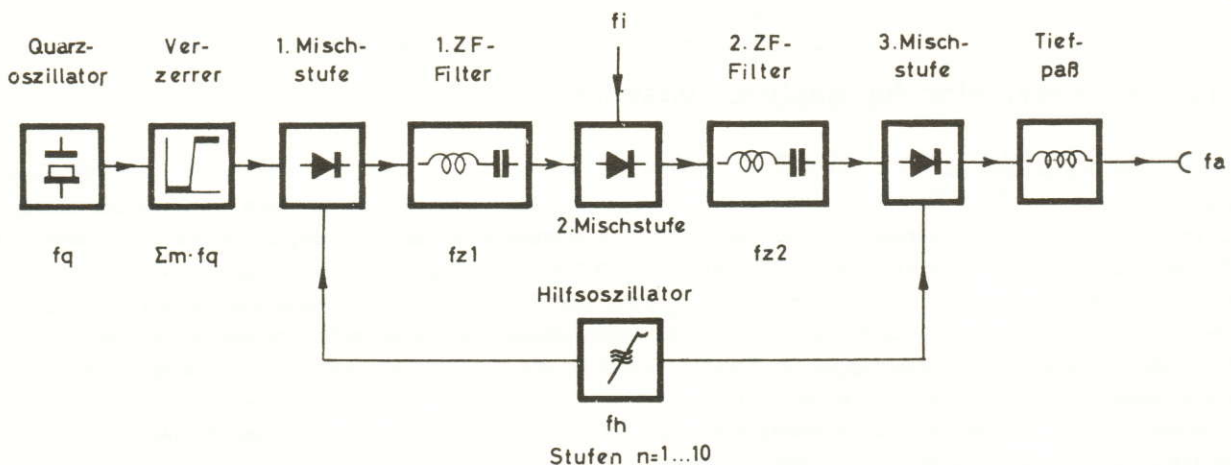 fi
Quarz-
oszillator
Ver-
zerrer
1. Misch-
stufe
1. ZF-
Filter
2. ZF-
Filter
3. Misch-
stufe
Tief-
paß
fa
2.Mischstufe
fq
Σm·fq
fz1
fz2
Hilfsoszillator
fh
Stufen n=1...10